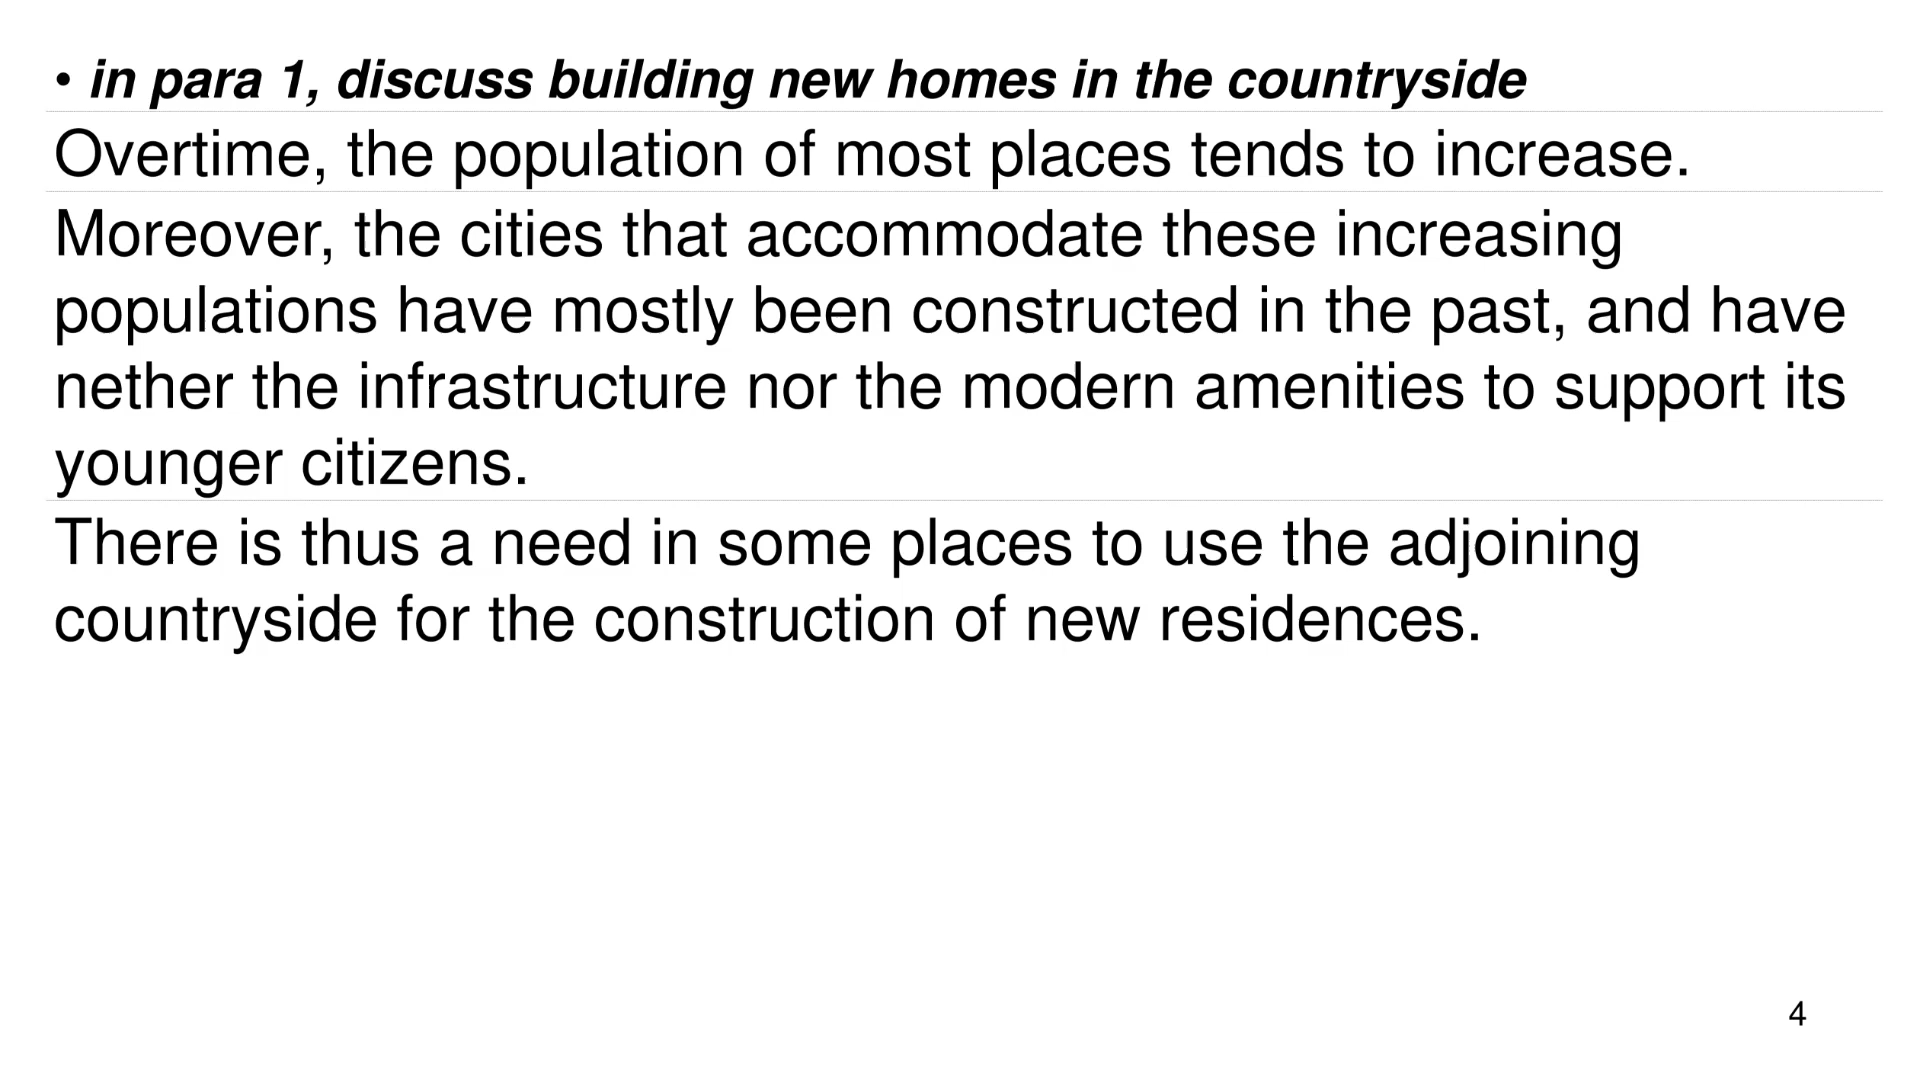 • in para 1, discuss building new homes in the countryside
Overtime, the population of most places tends to increase.
Moreover, the cities that accommodate these increasing
populations have mostly been constructed in the past, and have
nether the infrastructure nor the modern amenities to support its
younger citizens.
There is thus a need in some places to use the adjoining
countryside for the construction of new residences.
4